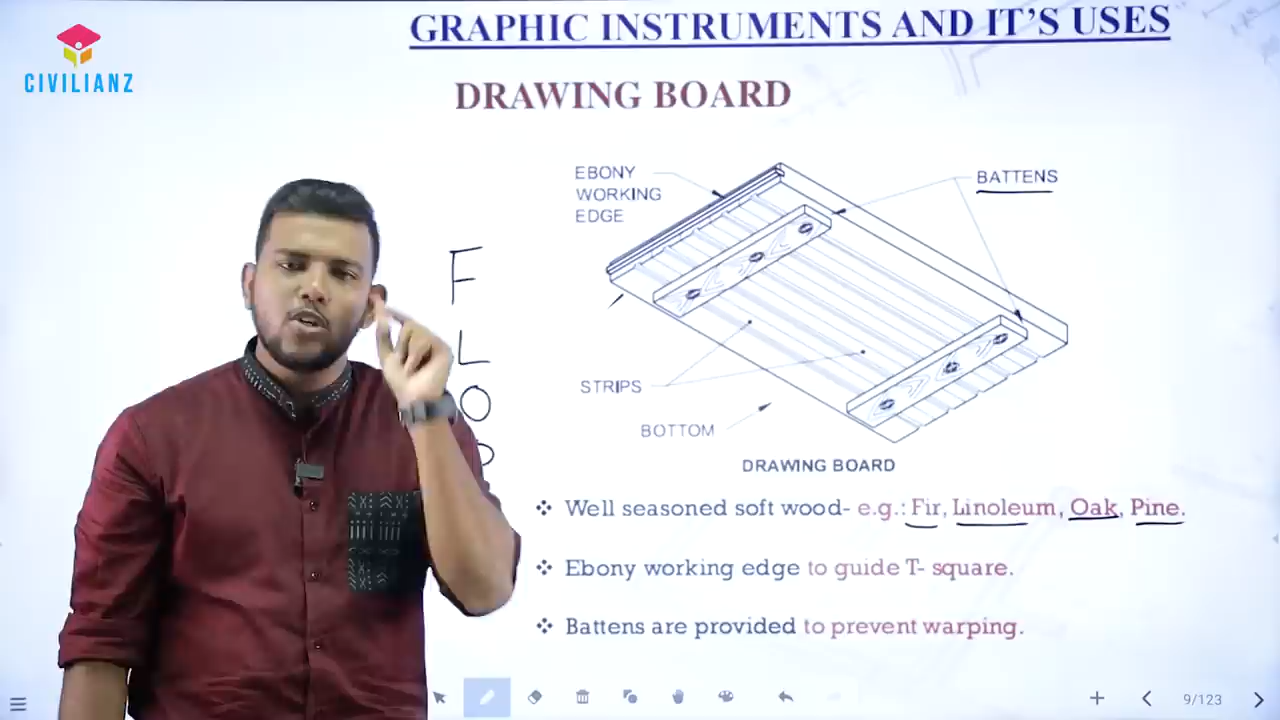 GRAPHIC INSTRUMENTS AND IT'S USES
CIVILIANZ
DRAWING BOARD
EBONY
WORKING
EDGE
BATTENS
F
L
O
STRIPS
BOTTOM
DRAWING BOARD
❖ Well seasoned soft wood- e.g.: Fir, Linoleum, Oak, Pine.
❖ Ebony working edge to guide T- square.
❖ Battens are provided to prevent warping.
9/123